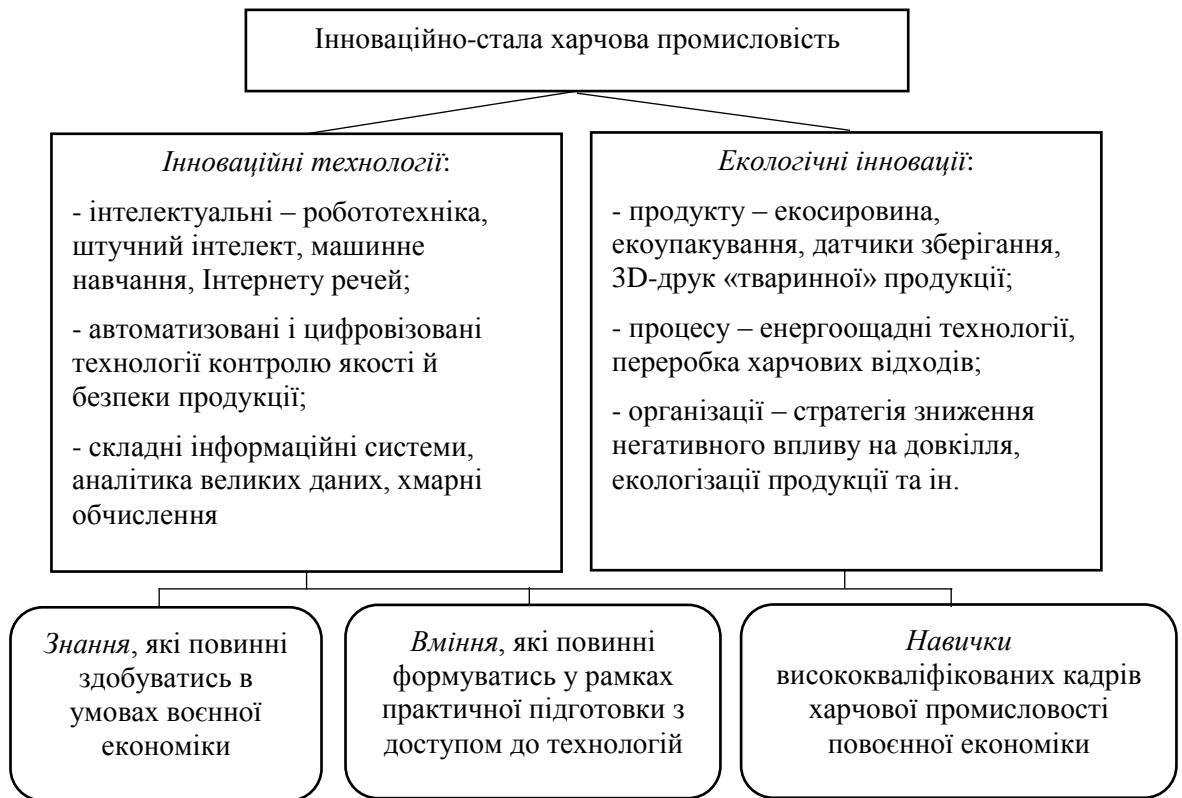 Інноваційно-стала харчова промисловість
Інноваційні технології:
- інтелектуальні – робототехніка,
штучний інтелект, машинне
навчання, Інтернету речей;
- автоматизовані і цифровізовані
технології контролю якості й
безпеки продукції;
- складні інформаційні системи,
аналітика великих даних, хмарні
обчислення
Екологічні інновації:
- продукту – екосировина,
екоупакування, датчики зберігання,
3D-друк «тваринної» продукції;
- процесу – енергоощадні технології,
переробка харчових відходів;
- організації – стратегія зниження
негативного впливу на довкілля,
екологізації продукції та ін.
Знання, які повинні
здобуватись в
умовах воєнної
економіки
Вміння, які повинні
формуватись у рамках
практичної підготовки з
доступом до технологій
Навички
висококваліфікованих кадрів
харчової промисловості
повоєнної економіки